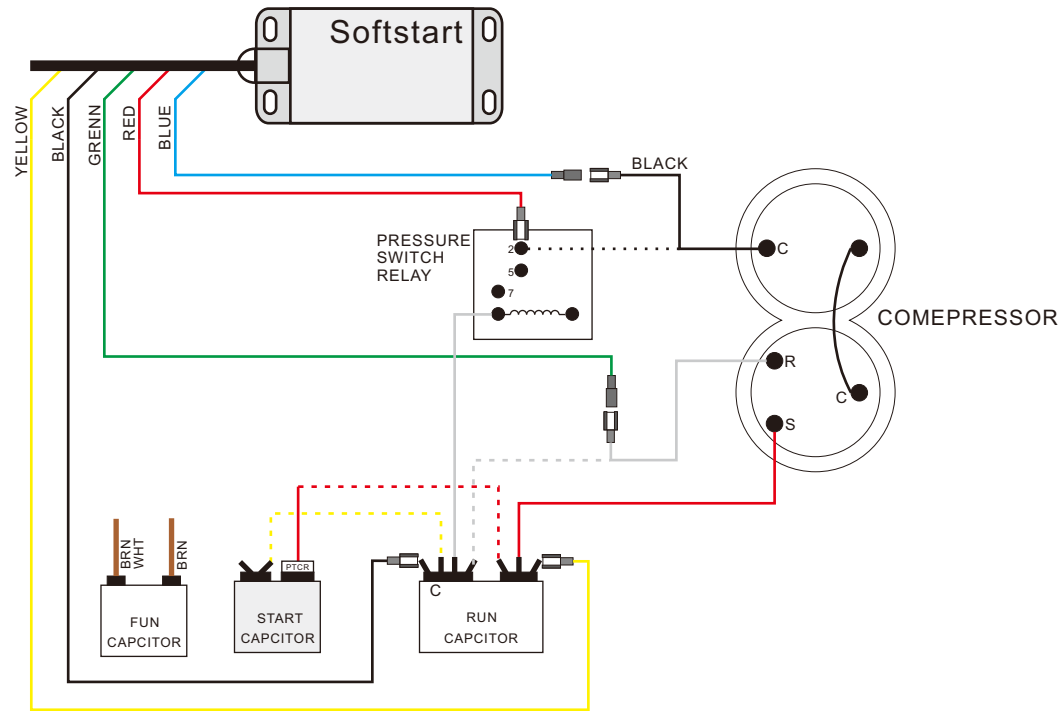 Softstart
YELLOW
BLACK
GRENN
RED
BLUE
BLACK
PRESSURE
SWITCH
RELAY
2
5
7
C
COMEPRESSOR
R
C
S
BRN
WHT
BRN
PTCR
C
FUN
CAPCITOR
START
CAPCITOR
RUN
CAPCITOR